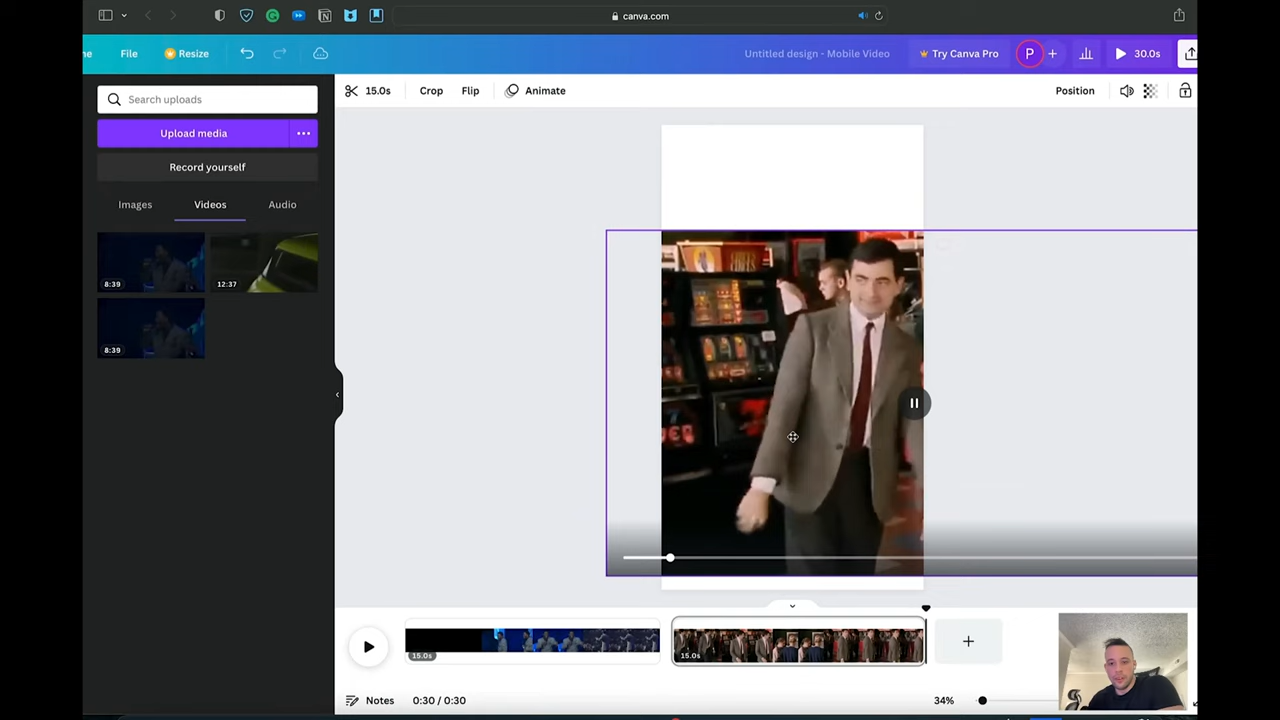 canva.com
ne File Resize Untitled design - Mobile Video Try Canva Pro P 30.0s
Search uploads 15.0s Crop Flip Animate Position
Upload media
Record yourself
Images Videos Audio
8:39 12:37
8:39
15.0s 15.0s
Notes 0:30 / 0:30 34%